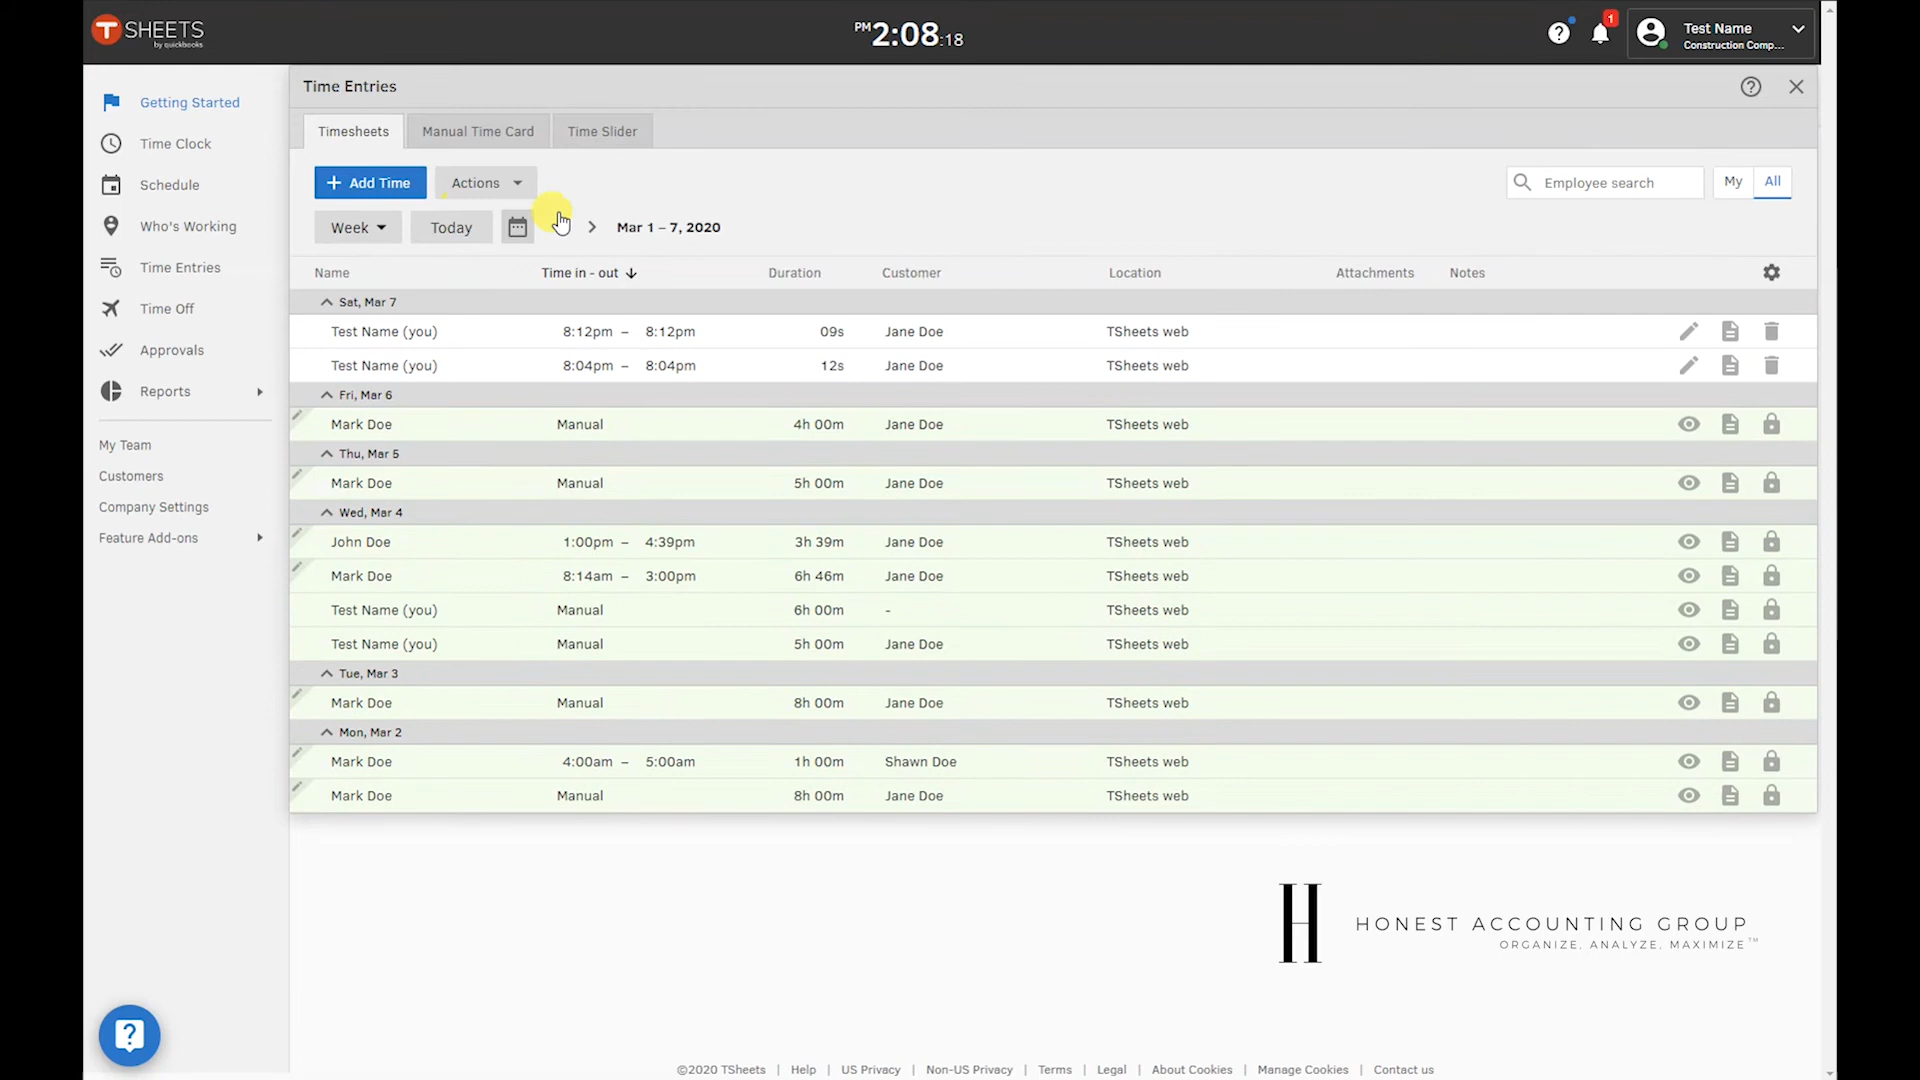 T SHEETS
by quickbooks
PM 2:08:18
1
Test Name
Construction Comp...
Getting Started
Time Clock
Schedule
Who's Working
Time Entries
Time Off
Approvals
Reports
My Team
Customers
Company Settings
Feature Add-ons
Time Entries
Timesheets Manual Time Card Time Slider
+ Add Time Actions Employee search My All
Week Today Mar 1 – 7, 2020
Name Time in - out Duration Customer Location Attachments Notes
Sat, Mar 7
Test Name (you) 8:12pm – 8:12pm 09s Jane Doe TSheets web
Test Name (you) 8:04pm – 8:04pm 12s Jane Doe TSheets web
Fri, Mar 6
Mark Doe Manual 4h 00m Jane Doe TSheets web
Thu, Mar 5
Mark Doe Manual 5h 00m Jane Doe TSheets web
Wed, Mar 4
John Doe 1:00pm – 4:39pm 3h 39m Jane Doe TSheets web
Mark Doe 8:14am – 3:00pm 6h 46m Jane Doe TSheets web
Test Name (you) Manual 6h 00m - TSheets web
Test Name (you) Manual 5h 00m Jane Doe TSheets web
Tue, Mar 3
Mark Doe Manual 8h 00m Jane Doe TSheets web
Mon, Mar 2
Mark Doe 4:00am – 5:00am 1h 00m Shawn Doe TSheets web
Mark Doe Manual 8h 00m Jane Doe TSheets web
H HONEST ACCOUNTING GROUP
ORGANIZE, ANALYZE, MAXIMIZE™
©2020 TSheets | Help | US Privacy | Non-US Privacy | Terms | Legal | About Cookies | Manage Cookies | Contact us